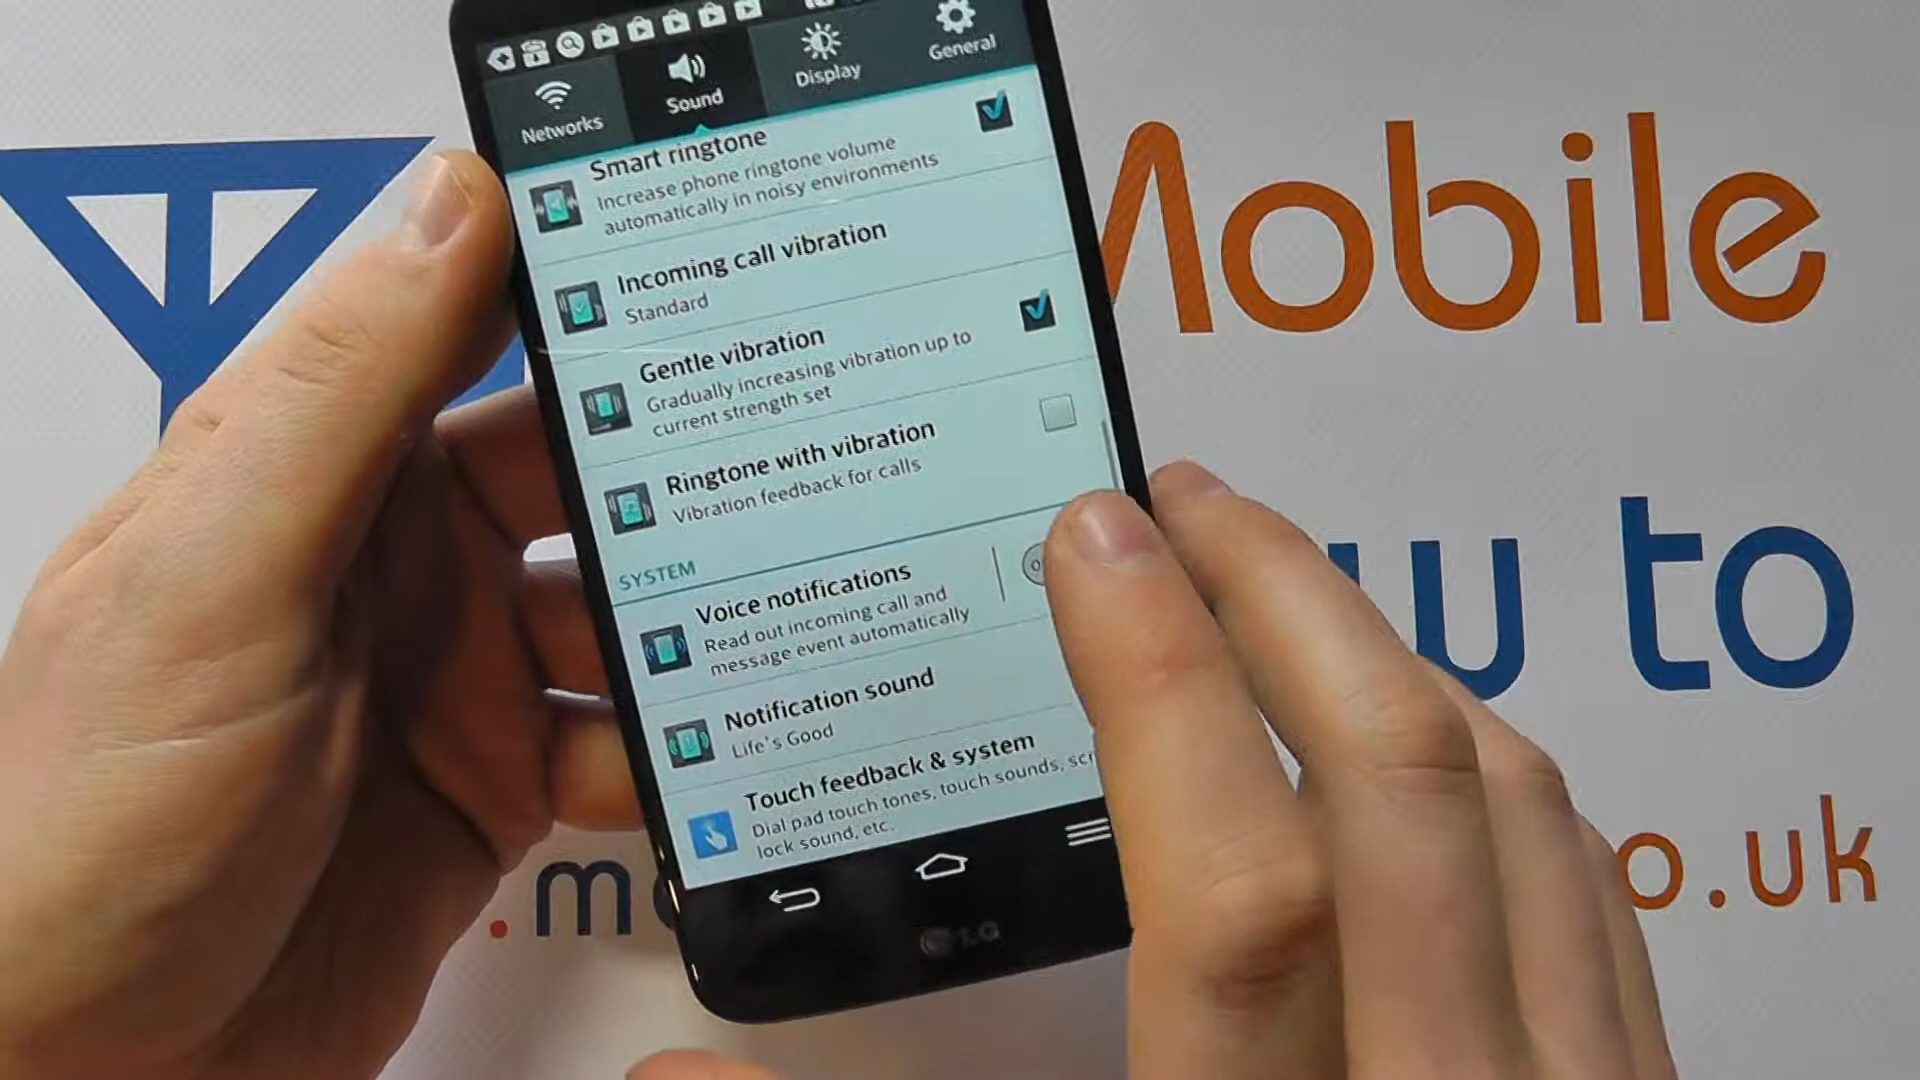 Networks
Sound
Display
General
Smart ringtone
Increase phone ringtone volume
automatically in noisy environments
Incoming call vibration
Standard
Gentle vibration
Gradually increasing vibration up to
current strength set
Ringtone with vibration
Vibration feedback for calls
SYSTEM
Voice notifications
Read out incoming call and
message event automatically
Notification sound
Life's Good
Touch feedback & system
Dial pad touch tones, touch sounds, scr
lock sound, etc.
LG
Mobile
w to
.m
o.uk